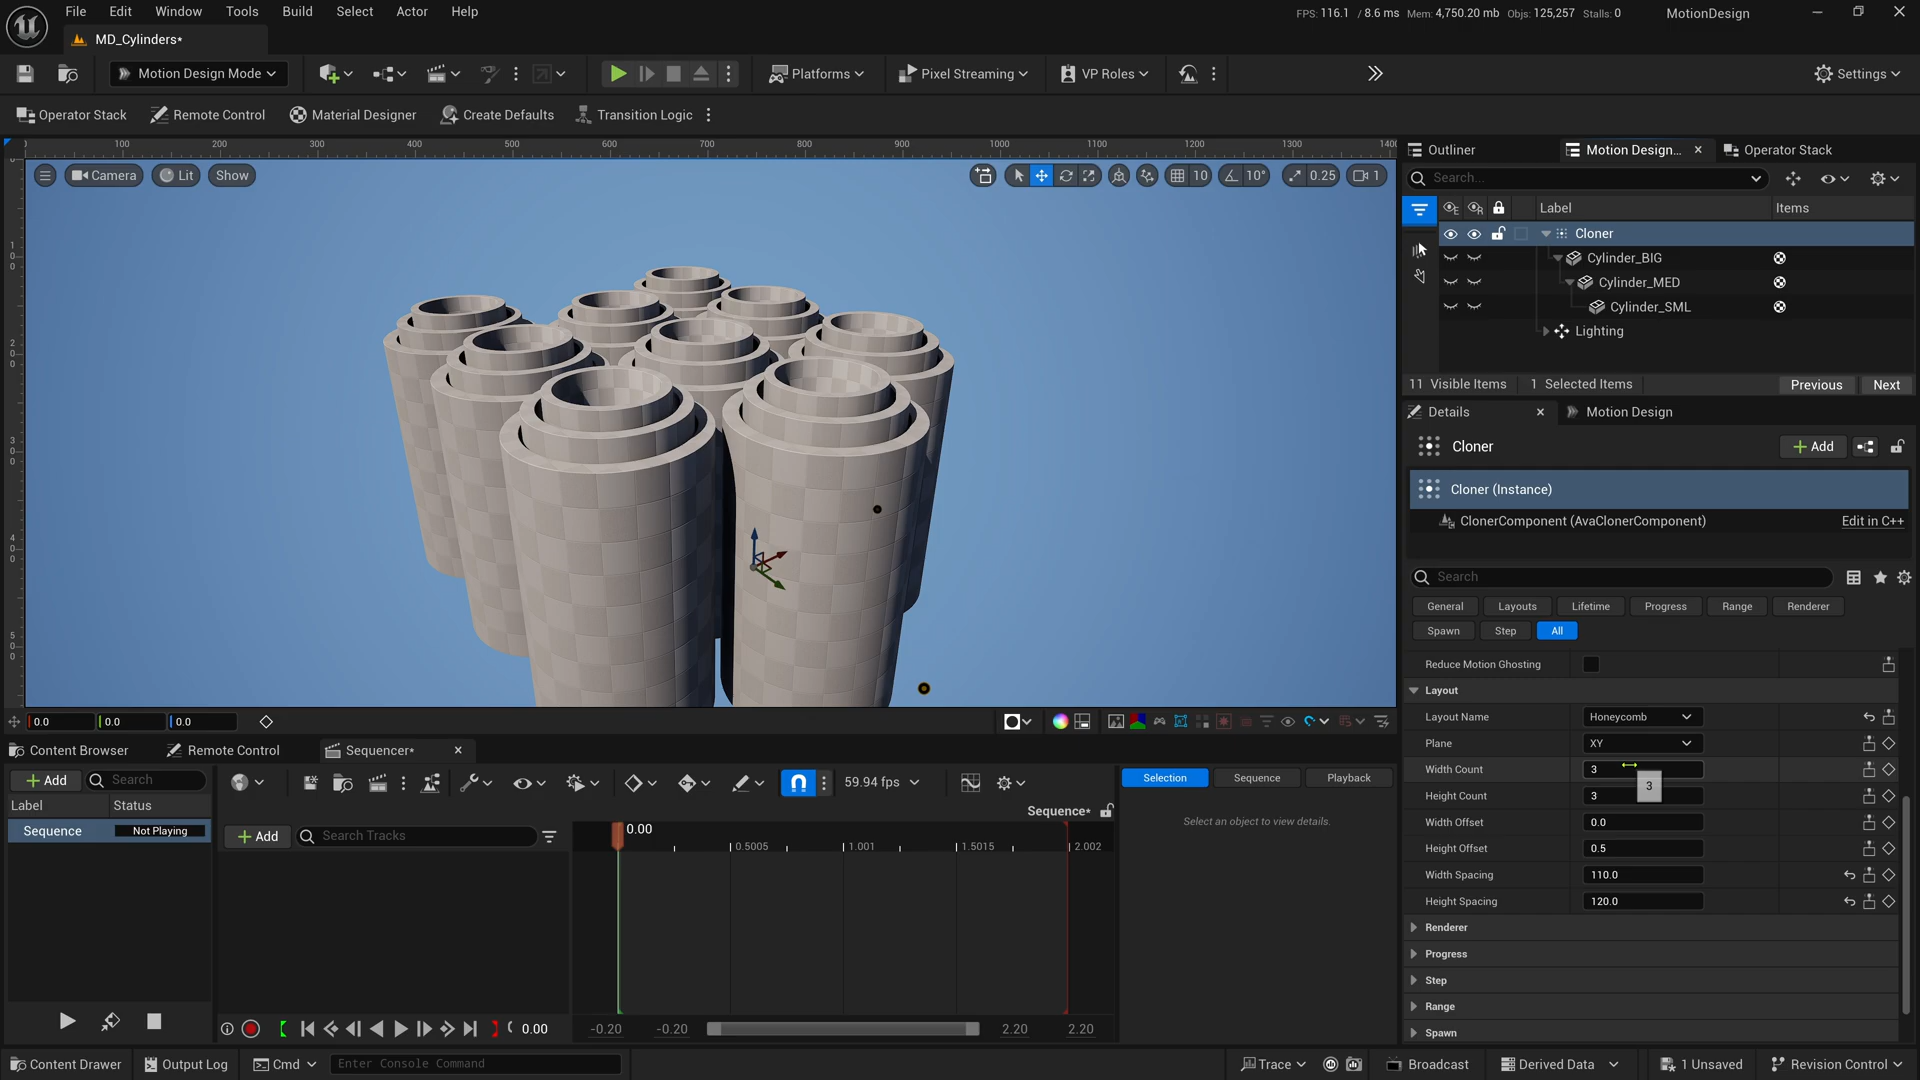 File Edit Window Tools Build Select Actor Help
FPS: 116.1 / 8.6 ms Mem: 4,750.20 mb Objs: 125,257 Stalls: 0
MotionDesign
MD_Cylinders*
Motion Design Mode
Platforms
Pixel Streaming
VP Roles
Settings
Operator Stack
Remote Control
Material Designer
Create Defaults
Transition Logic
100 200 300 400 500 600 700 800 900 1000 1100 1200 1300 1400
Camera
Lit
Show
10
10°
0.25
1
100
200
300
400
500
Outliner
Motion Design...
Operator Stack
Search...
Label
Items
Cloner
Cylinder_BIG
Cylinder_MED
Cylinder_SML
Lighting
11 Visible Items
1 Selected Items
Previous
Next
Details
Motion Design
Cloner
Add
Cloner (Instance)
ClonerComponent (AvaClonerComponent)
Edit in C++
Search
General
Layouts
Lifetime
Progress
Range
Renderer
Spawn
Step
All
Reduce Motion Ghosting
Layout
Layout Name
Honeycomb
Plane
XY
Width Count
3
3
Height Count
3
Width Offset
0.0
Height Offset
0.5
Width Spacing
110.0
Height Spacing
120.0
Renderer
Progress
Step
Range
Spawn
0.0
0.0
0.0
Content Browser
Remote Control
Sequencer*
Add
Search
Label
Status
Sequence
Not Playing
59.94 fps
Sequence*
Add
Search Tracks
0.00
0.5005
1.001
1.5015
2.002
Selection
Sequence
Playback
Select an object to view details.
0.00
-0.20
-0.20
2.20
2.20
Content Drawer
Output Log
Cmd
Enter Console Command
Trace
Broadcast
Derived Data
1 Unsaved
Revision Control